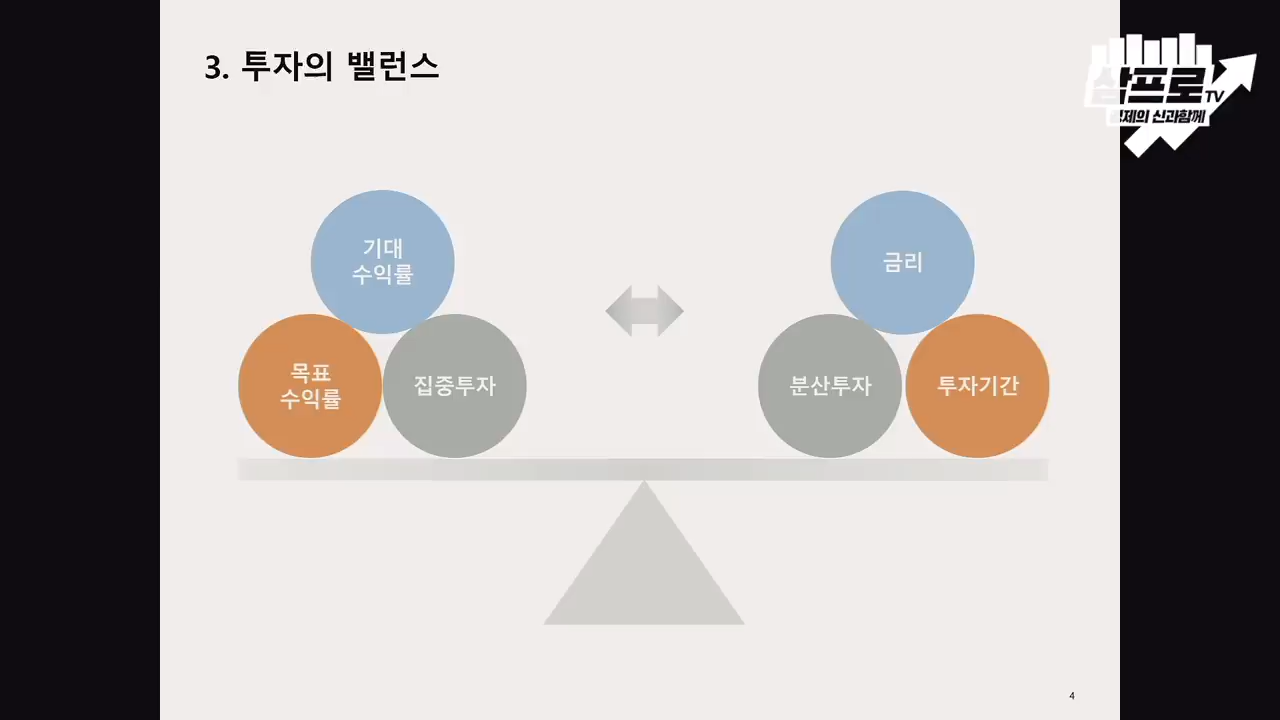 3. 투자의 밸런스
삼프로TV
경제의 신과함께
기대
수익률
금리
목표
수익률
집중투자
분산투자
투자기간
4